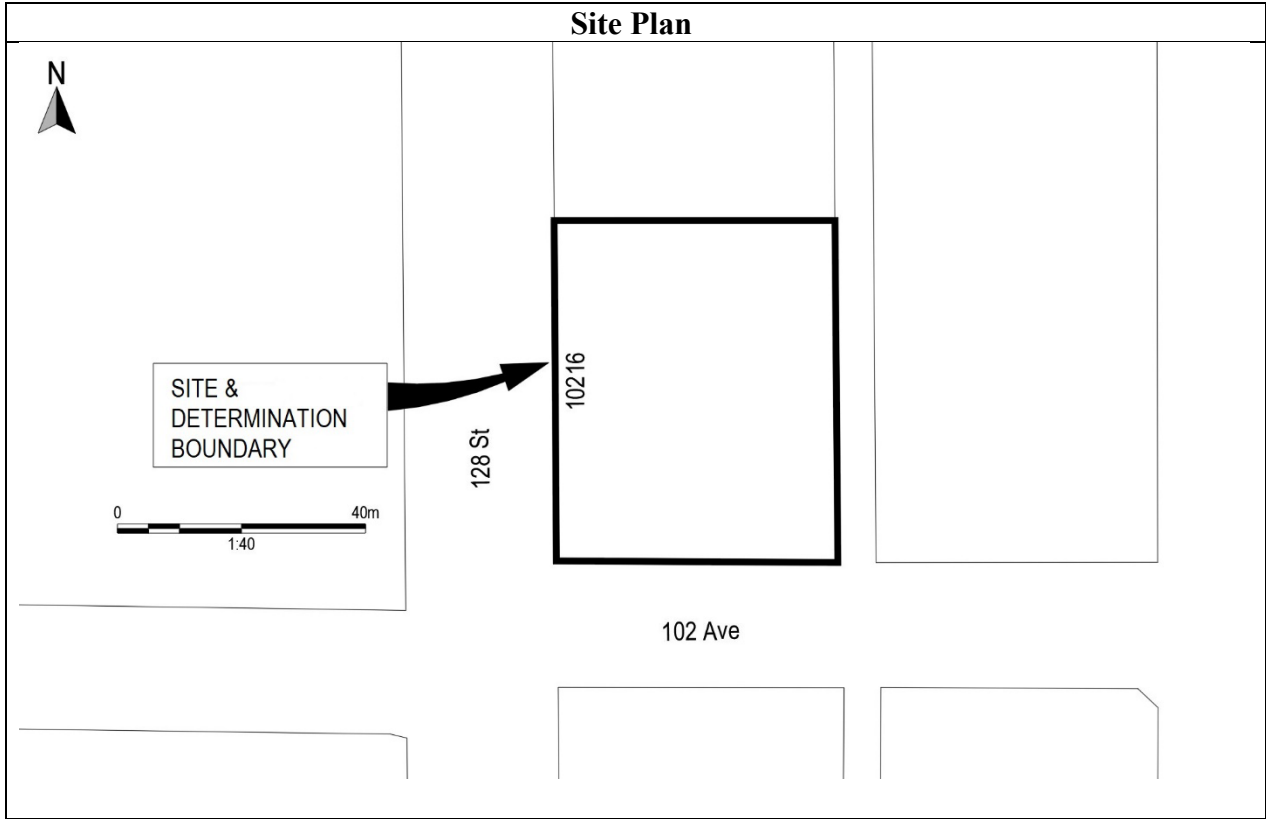 Site Plan
N
SITE &
DETERMINATION
BOUNDARY
10216
128 St
0 40m
1:40
102 Ave